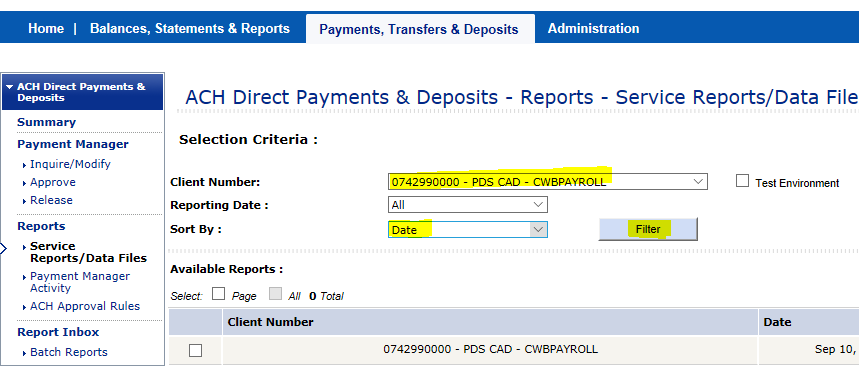 Home | Balances, Statements & Reports Payments, Transfers & Deposits Administration
ACH Direct Payments & Deposits
Summary
Payment Manager
Inquire/Modify
Approve
Release
Reports
Service Reports/Data Files
Payment Manager Activity
ACH Approval Rules
Report Inbox
Batch Reports
ACH Direct Payments & Deposits - Reports - Service Reports/Data File
Selection Criteria :
Client Number: 0742990000 - PDS CAD - CWBPAYROLL Test Environment
Reporting Date : All
Sort By : Date Filter
Available Reports :
Select: Page All 0 Total
Client Number Date
0742990000 - PDS CAD - CWBPAYROLL Sep 10,